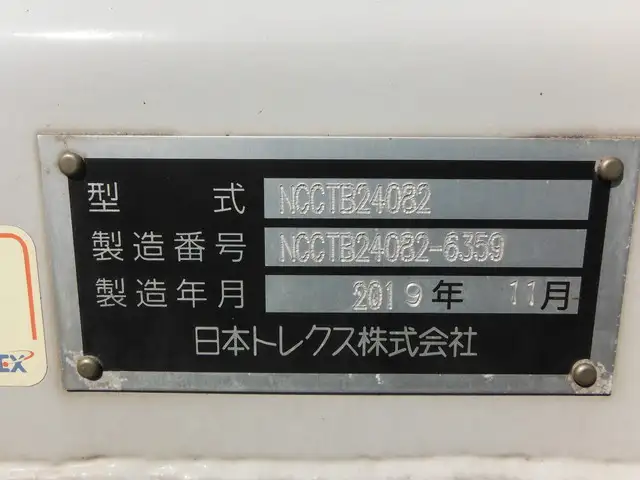 型式 NCCTB24082
製造番号 NCCTB24082-6359
製造年月 2019年 11月
日本トレクス株式会社
EX